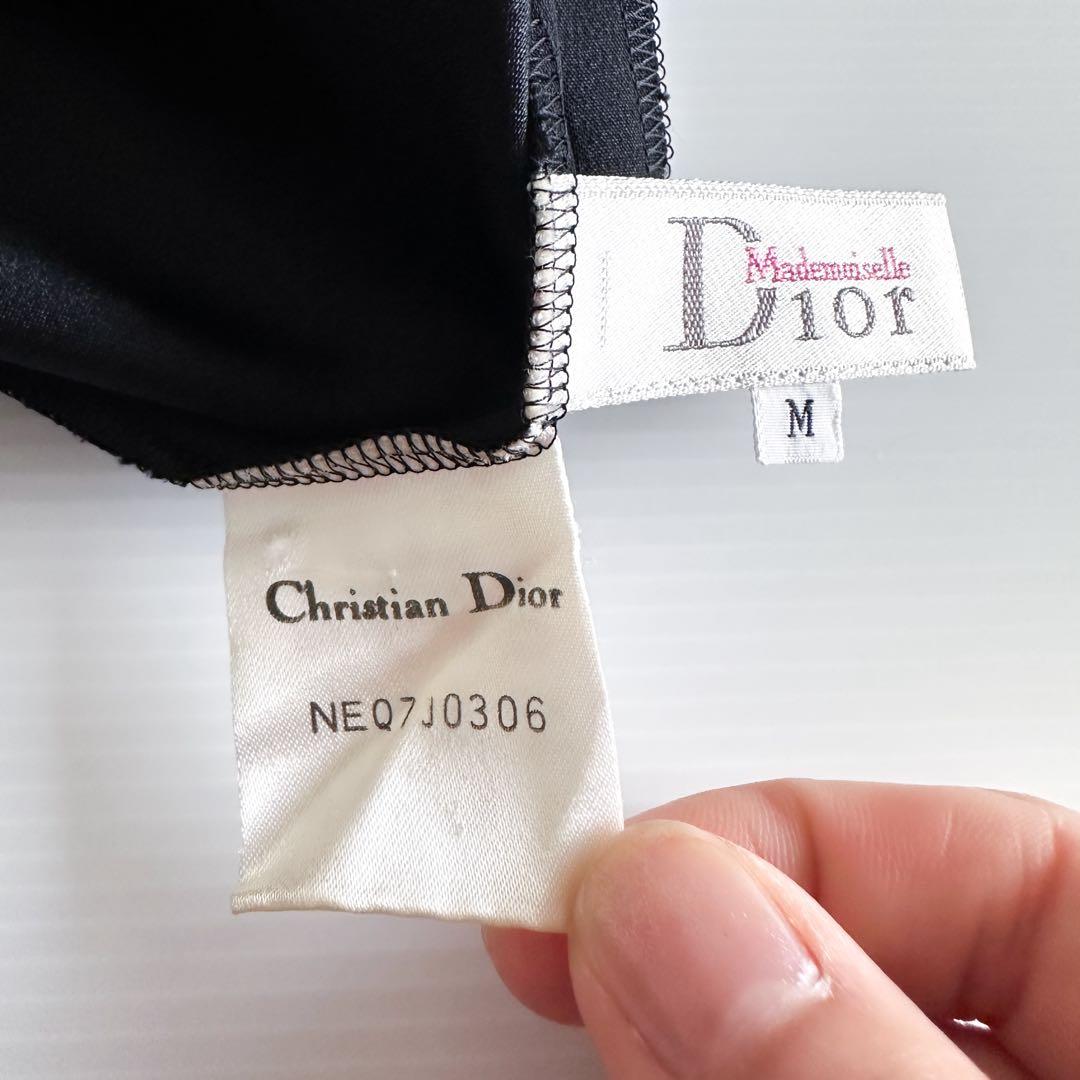 Mademoiselle
Dior
M
Christian Dior
NEQ7J0306